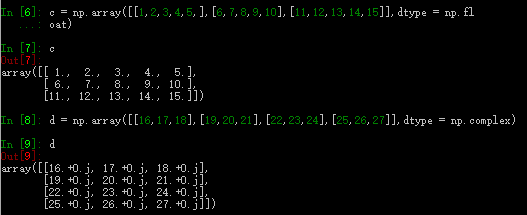 In [6]: c = np.array([[1,2,3,4,5,],[6,7,8,9,10],[11,12,13,14,15]],dtype = np.fl
   ...: oat)
In [7]: c
Out[7]:
array([[ 1.,  2.,  3.,  4.,  5.],
       [ 6.,  7.,  8.,  9., 10.],
       [11., 12., 13., 14., 15.]])
In [8]: d = np.array([[16,17,18],[19,20,21],[22,23,24],[25,26,27]],dtype = np.complex)
In [9]: d
Out[9]:
array([[16.+0.j, 17.+0.j, 18.+0.j],
       [19.+0.j, 20.+0.j, 21.+0.j],
       [22.+0.j, 23.+0.j, 24.+0.j],
       [25.+0.j, 26.+0.j, 27.+0.j]])